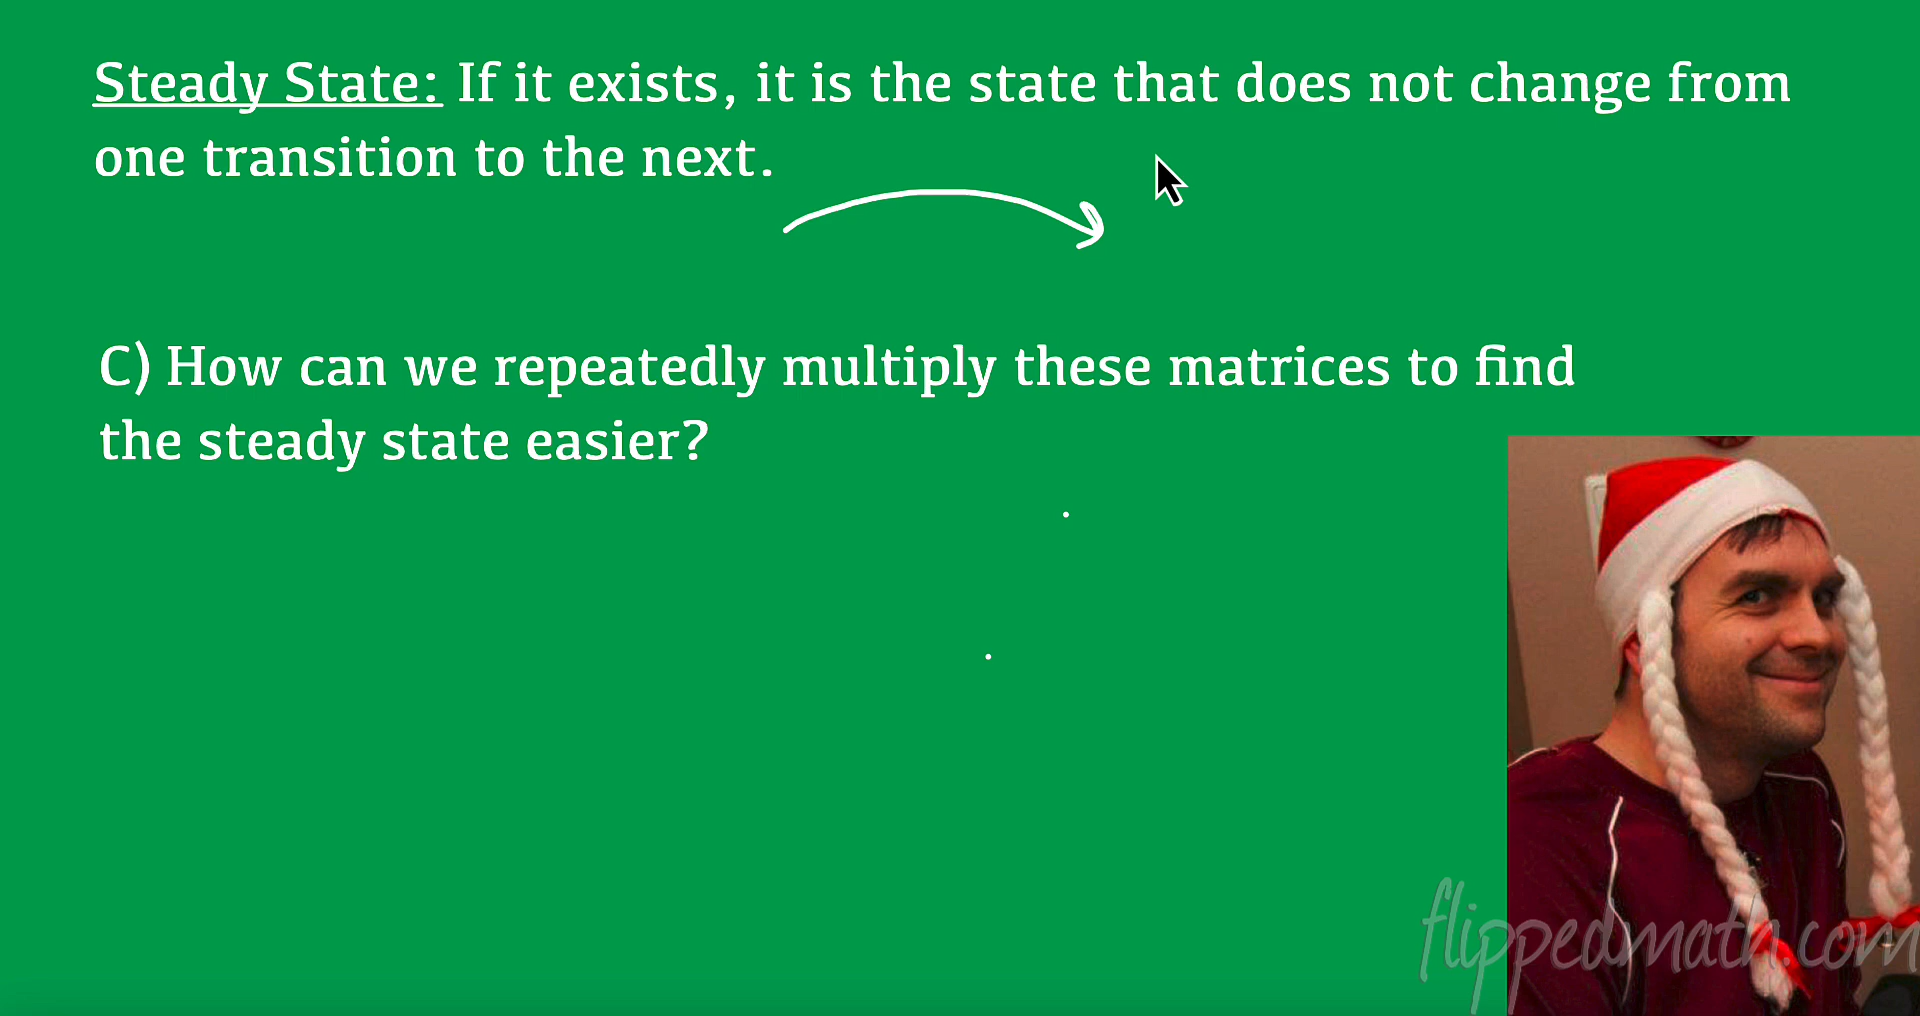 Steady State: If it exists, it is the state that does not change from
one transition to the next.
C) How can we repeatedly multiply these matrices to find
the steady state easier?
flippedmath.com